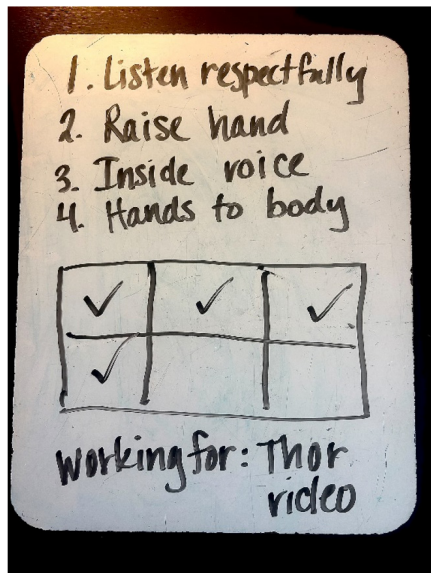 1. Listen respectfully
2. Raise hand
3. Inside voice
4. Hands to body
✓ ✓ ✓
✓
Working for: Thor
video